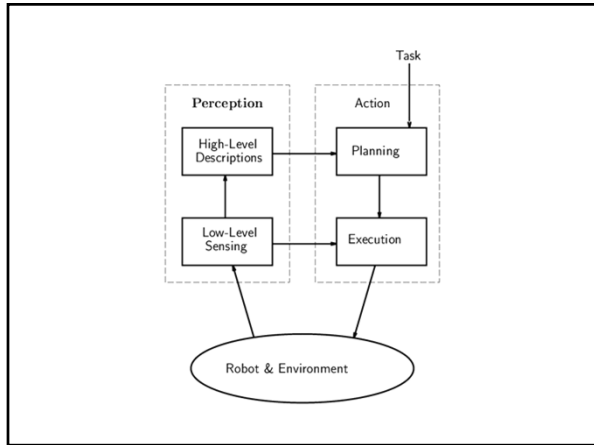 Task
Perception
Action
High-Level
Descriptions
Planning
Low-Level
Sensing
Execution
Robot & Environment